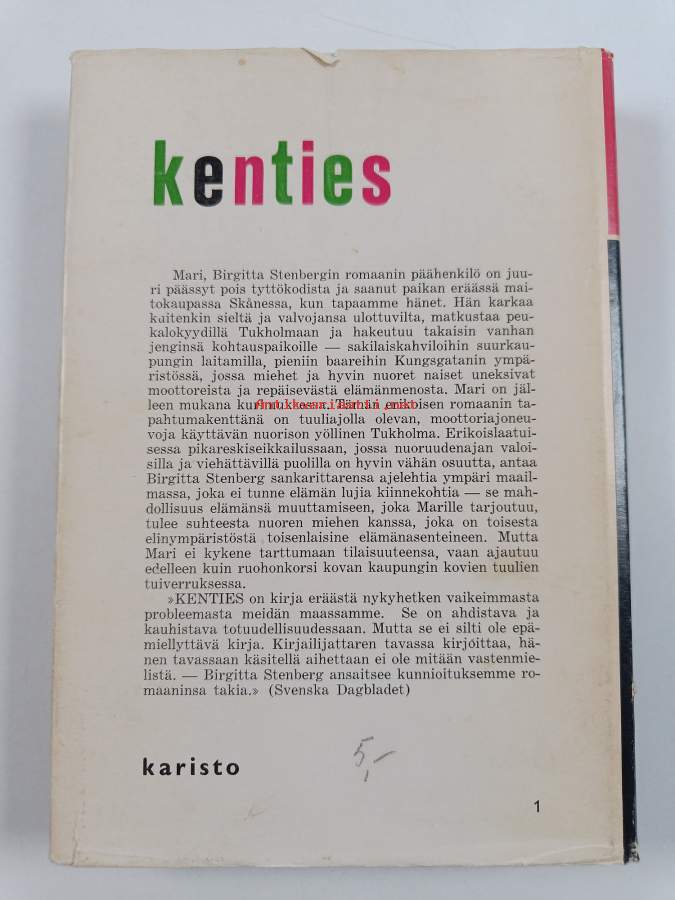 kenties
Mari, Birgitta Stenbergin romaanin päähenkilö on juu-
ri päässyt pois tyttökodista ja saanut paikan eräässä mai-
tokaupassa Skånessa, kun tapaamme hänet. Hän karkaa
kuitenkin sieltä ja valvojansa ulottuvilta, matkustaa peu-
kalokyydillä Tukholmaan ja hakeutuu takaisin vanhan
jenginsä kohtauspaikoille — sakilaiskahviloihin suurkau-
pungin laitamilla, pieniin baareihin Kungsgatanin ympä-
ristössä, jossa miehet ja hyvin nuoret naiset uneksivat
moottoreista ja repäisevästä elämänmenosta. Mari on jäl-
leen mukana Tämän erikoisen romaanin ta-
pahtumakenttänä on tuuliajolla olevan, moottoriajoneu-
voja käyttävän nuorison yöllinen Tukholma. Erikoislaatui-
sessa pikareskiseikkailussaan, jossa nuoruudenajan valoi-
silla ja viehättävillä puolilla on hyvin vähän osuutta, antaa
Birgitta Stenberg sankarittarensa ajelehtia ympäri maail-
massa, joka ei tunne elämän lujia kiinnekohtia — se mah-
dollisuus elämänsä muuttamiseen, joka Marille tarjoutuu,
tulee suhteesta nuoren miehen kanssa, joka on toisesta
elinympäristöstä toisenlaisine elämänasenteineen. Mutta
Mari ei kykene tarttumaan tilaisuuteensa, vaan ajautuu
edelleen kuin ruohonkorsi kovan kaupungin kovien tuulien
tuiverruksessa.
»KENTIES on kirja eräästä nykyhetken vaikeimmasta
probleemasta meidän maassamme. Se on ahdistava ja
kauhistava totuudellisuudessaan. Mutta se ei silti ole epä-
miellyttävä kirja. Kirjailijattaren tavassa kirjoittaa, hä-
nen tavassaan käsitellä aihettaan ei ole mitään vastenmie-
listä. — Birgitta Stenberg ansaitsee kunnioituksemme ro-
maaninsa takia.» (Svenska Dagbladet)
karisto
5,-
1